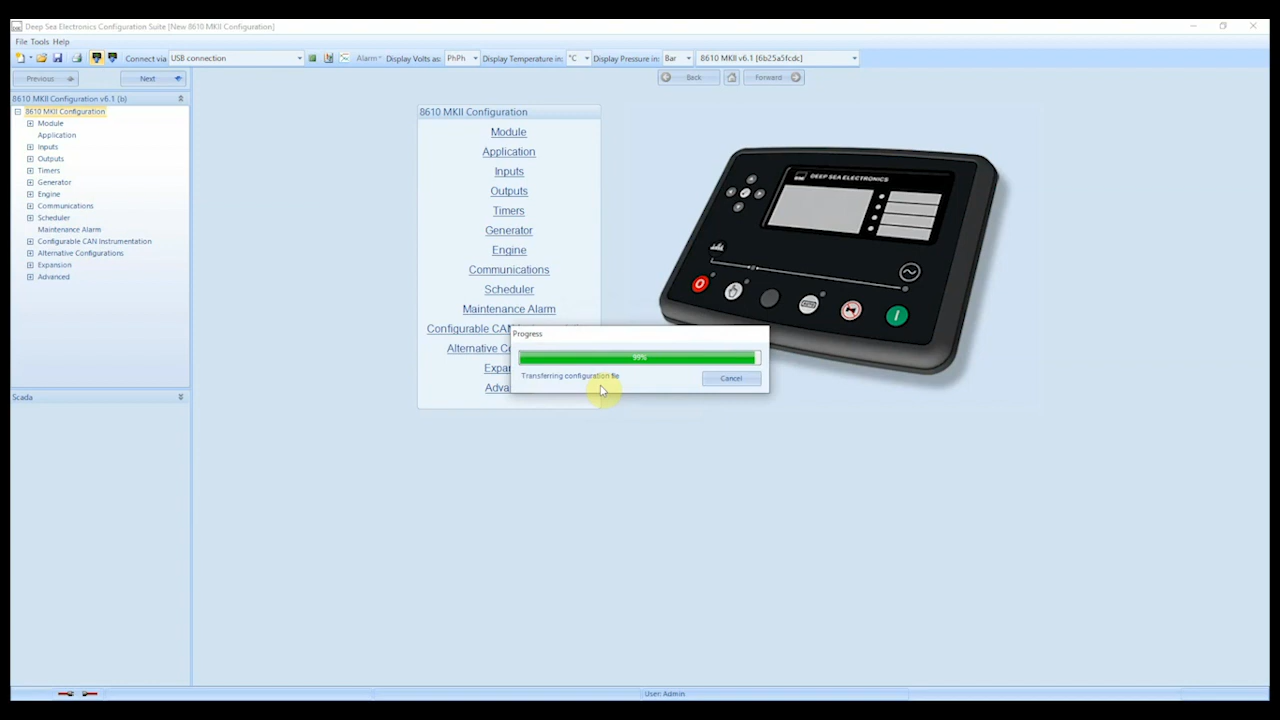 Deep Sea Electronics Configuration Suite [New 8610 MKII Configuration]
File Tools Help
Connect via USB connection Alarm Display Volts as: PhPh Display Temperature in: °C Display Pressure in: Bar 8610 MKII v6.1 [6b25a5fcdc]
Previous Next
Back Forward
8610 MKII Configuration v6.1 (b)
8610 MKII Configuration
Module
Application
Inputs
Outputs
Timers
Generator
Engine
Communications
Scheduler
Maintenance Alarm
Configurable CAN Instrumentation
Alternative Configurations
Expansion
Advanced
Scada
8610 MKII Configuration
Module
Application
Inputs
Outputs
Timers
Generator
Engine
Communications
Scheduler
Maintenance Alarm
Configurable CAN
Alternative Co
Expa
Adva
DEEP SEA ELECTRONICS
Progress
99%
Transferring configuration file
Cancel
User: Admin